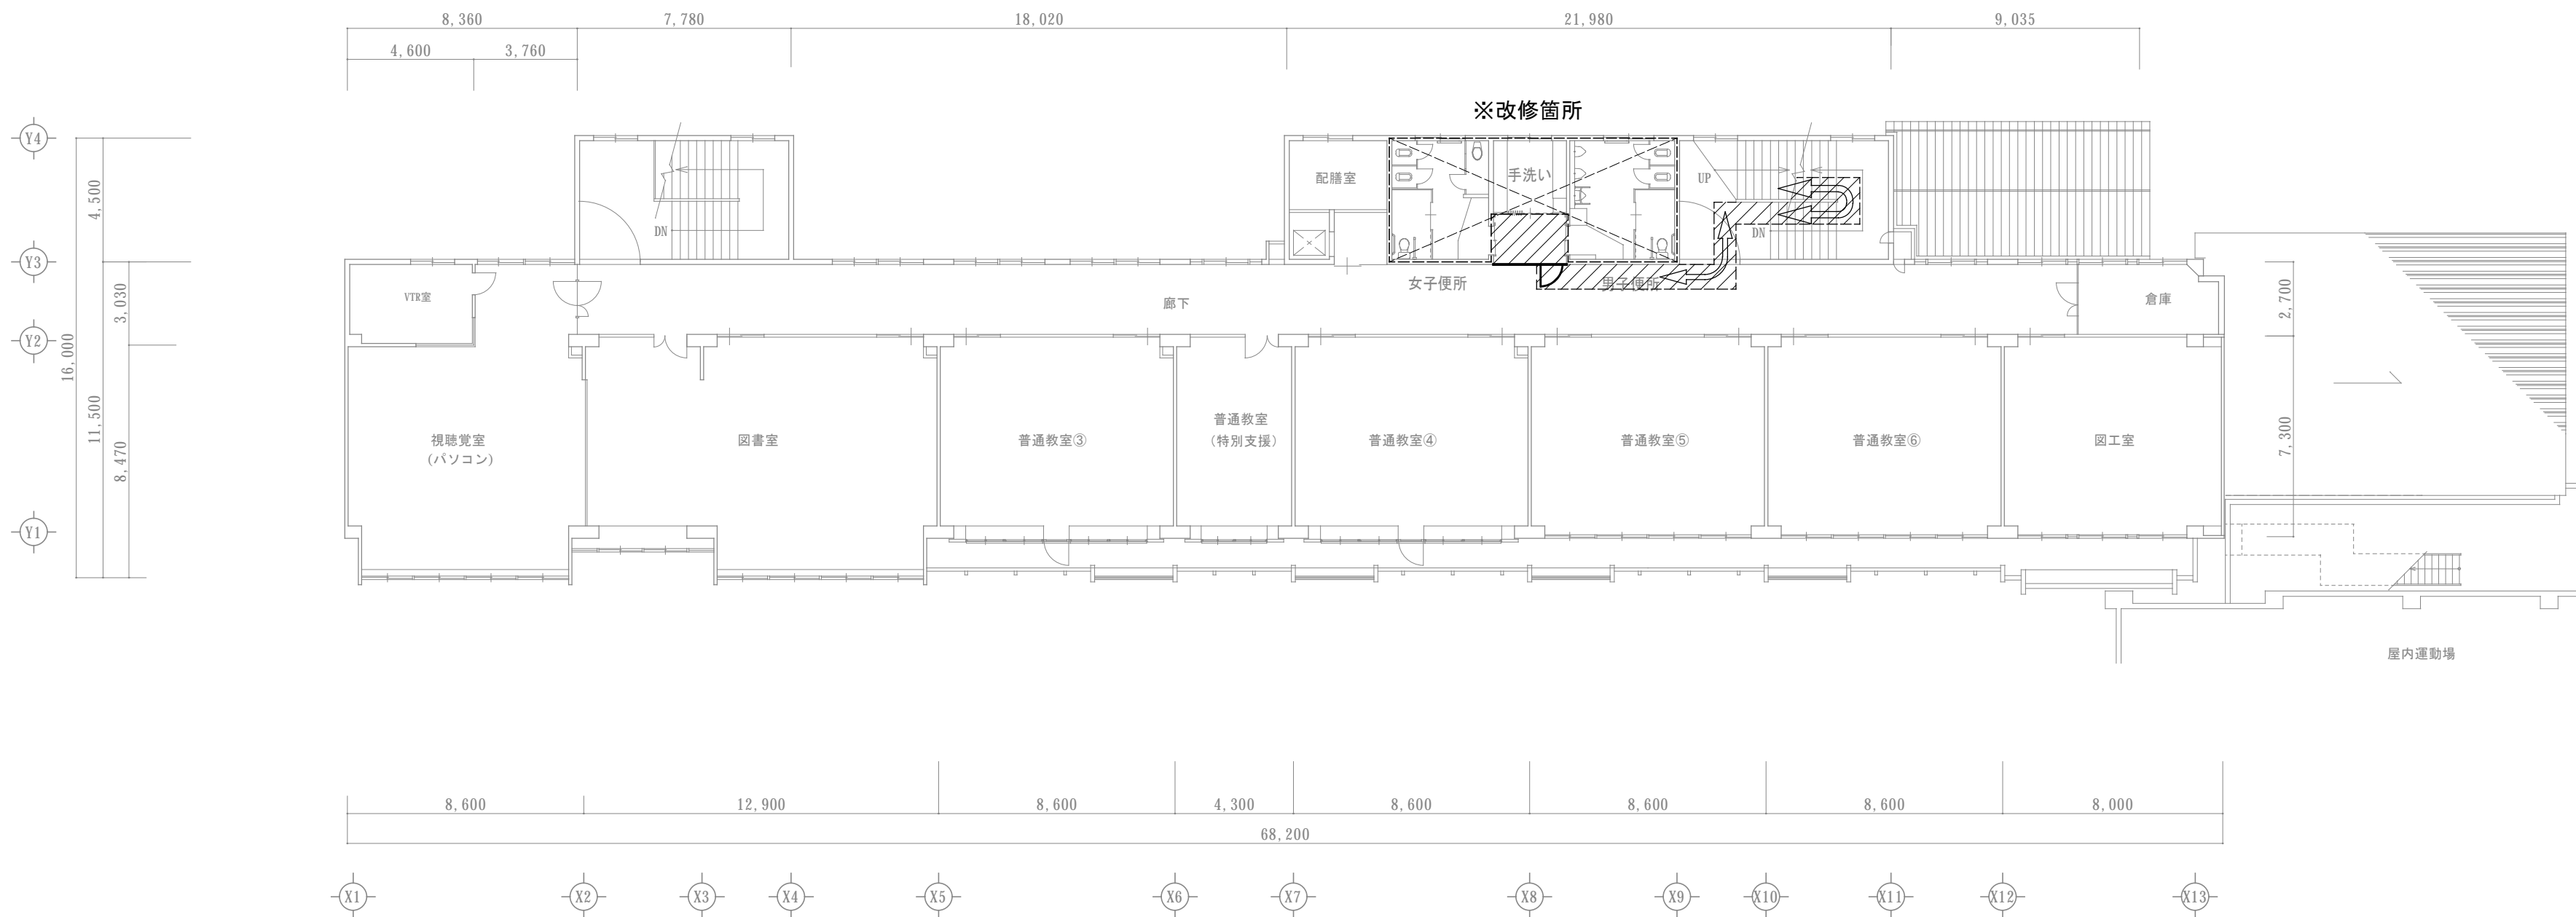 8,360 7,780 18,020 21,980 9,035
4,600 3,760
※改修箇所
Y4
Y3
Y2
Y1
4,500
3,030
16,000
11,500
8,470
配膳室
手洗い
UP
DN
DN
女子便所
男子便所
VTR室
廊下
倉庫
2,700
7,300
視聴覚室
(パソコン)
図書室
普通教室③
普通教室
(特別支援)
普通教室④
普通教室⑤
普通教室⑥
図工室
屋内運動場
8,600 12,900 8,600 4,300 8,600 8,600 8,600 8,000
68,200
X1 X2 X3 X4 X5 X6 X7 X8 X9 X10 X11 X12 X13